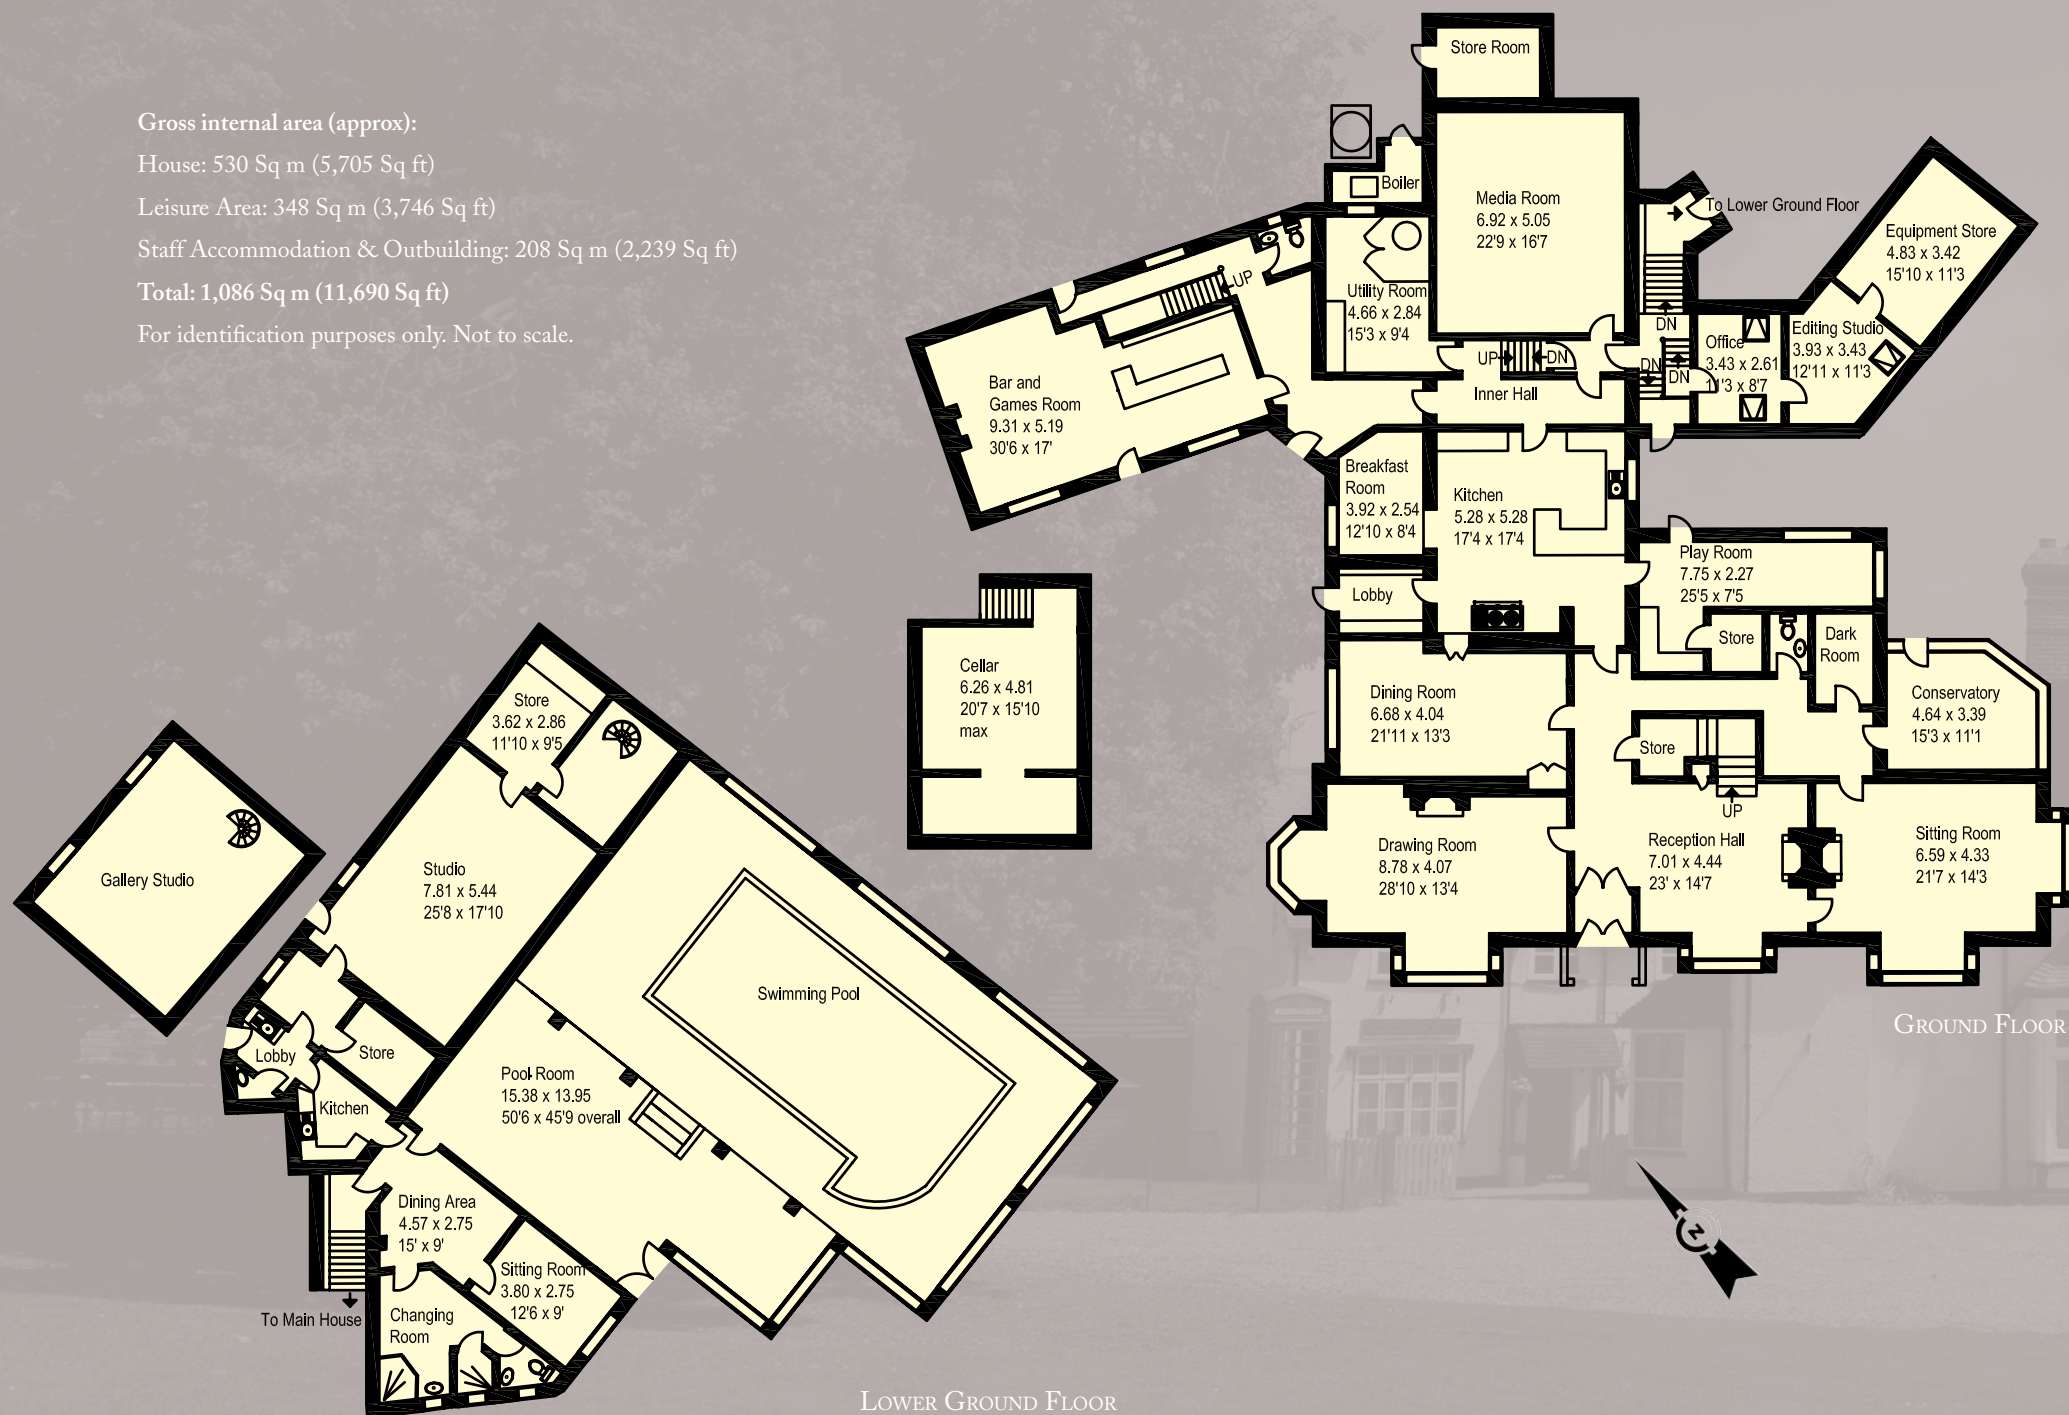 Gross internal area (approx):
House: 530 Sq m (5,705 Sq ft)
Leisure Area: 348 Sq m (3,746 Sq ft)
Staff Accommodation & Outbuilding: 208 Sq m (2,239 Sq ft)
Total: 1,086 Sq m (11,690 Sq ft)
For identification purposes only. Not to scale.
Store Room
Boiler
Media Room
6.92 x 5.05
22'9 x 16'7
To Lower Ground Floor
Equipment Store
4.83 x 3.42
15'10 x 11'3
UP
Utility Room
4.66 x 2.84
15'3 x 9'4
DN
Editing Studio
3.93 x 3.43
12'11 x 11'3
Office
3.43 x 2.61
11'3 x 8'7
UP
DN
DN
DN
Inner Hall
Bar and
Games Room
9.31 x 5.19
30'6 x 17'
Breakfast
Room
3.92 x 2.54
12'10 x 8'4
Kitchen
5.28 x 5.28
17'4 x 17'4
Play Room
7.75 x 2.27
25'5 x 7'5
Lobby
Store
Dark
Room
Cellar
6.26 x 4.81
20'7 x 15'10
max
Dining Room
6.68 x 4.04
21'11 x 13'3
Conservatory
4.64 x 3.39
15'3 x 11'1
Store
UP
Drawing Room
8.78 x 4.07
28'10 x 13'4
Reception Hall
7.01 x 4.44
23' x 14'7
Sitting Room
6.59 x 4.33
21'7 x 14'3
GROUND FLOOR
Store
3.62 x 2.86
11'10 x 9'5
Gallery Studio
Studio
7.81 x 5.44
25'8 x 17'10
Swimming Pool
Lobby
Store
Pool Room
15.38 x 13.95
50'6 x 45'9 overall
Kitchen
Dining Area
4.57 x 2.75
15' x 9'
Sitting Room
3.80 x 2.75
12'6 x 9'
To Main House
Changing
Room
N
LOWER GROUND FLOOR